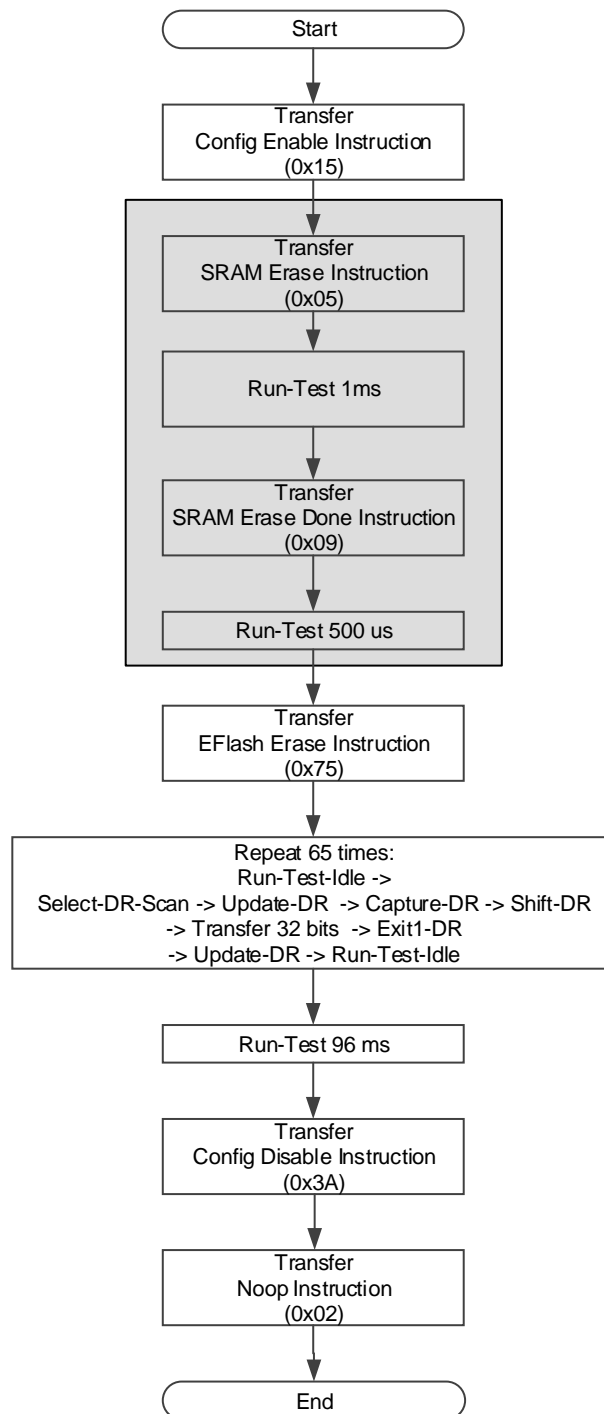 Start
Transfer
Config Enable Instruction
(0x15)
Transfer
SRAM Erase Instruction
(0x05)
Run-Test 1ms
Transfer
SRAM Erase Done Instruction
(0x09)
Run-Test 500 us
Transfer
EFlash Erase Instruction
(0x75)
Repeat 65 times:
Run-Test-Idle ->
Select-DR-Scan -> Update-DR -> Capture-DR -> Shift-DR
-> Transfer 32 bits -> Exit1-DR
-> Update-DR -> Run-Test-Idle
Run-Test 96 ms
Transfer
Config Disable Instruction
(0x3A)
Transfer
Noop Instruction
(0x02)
End